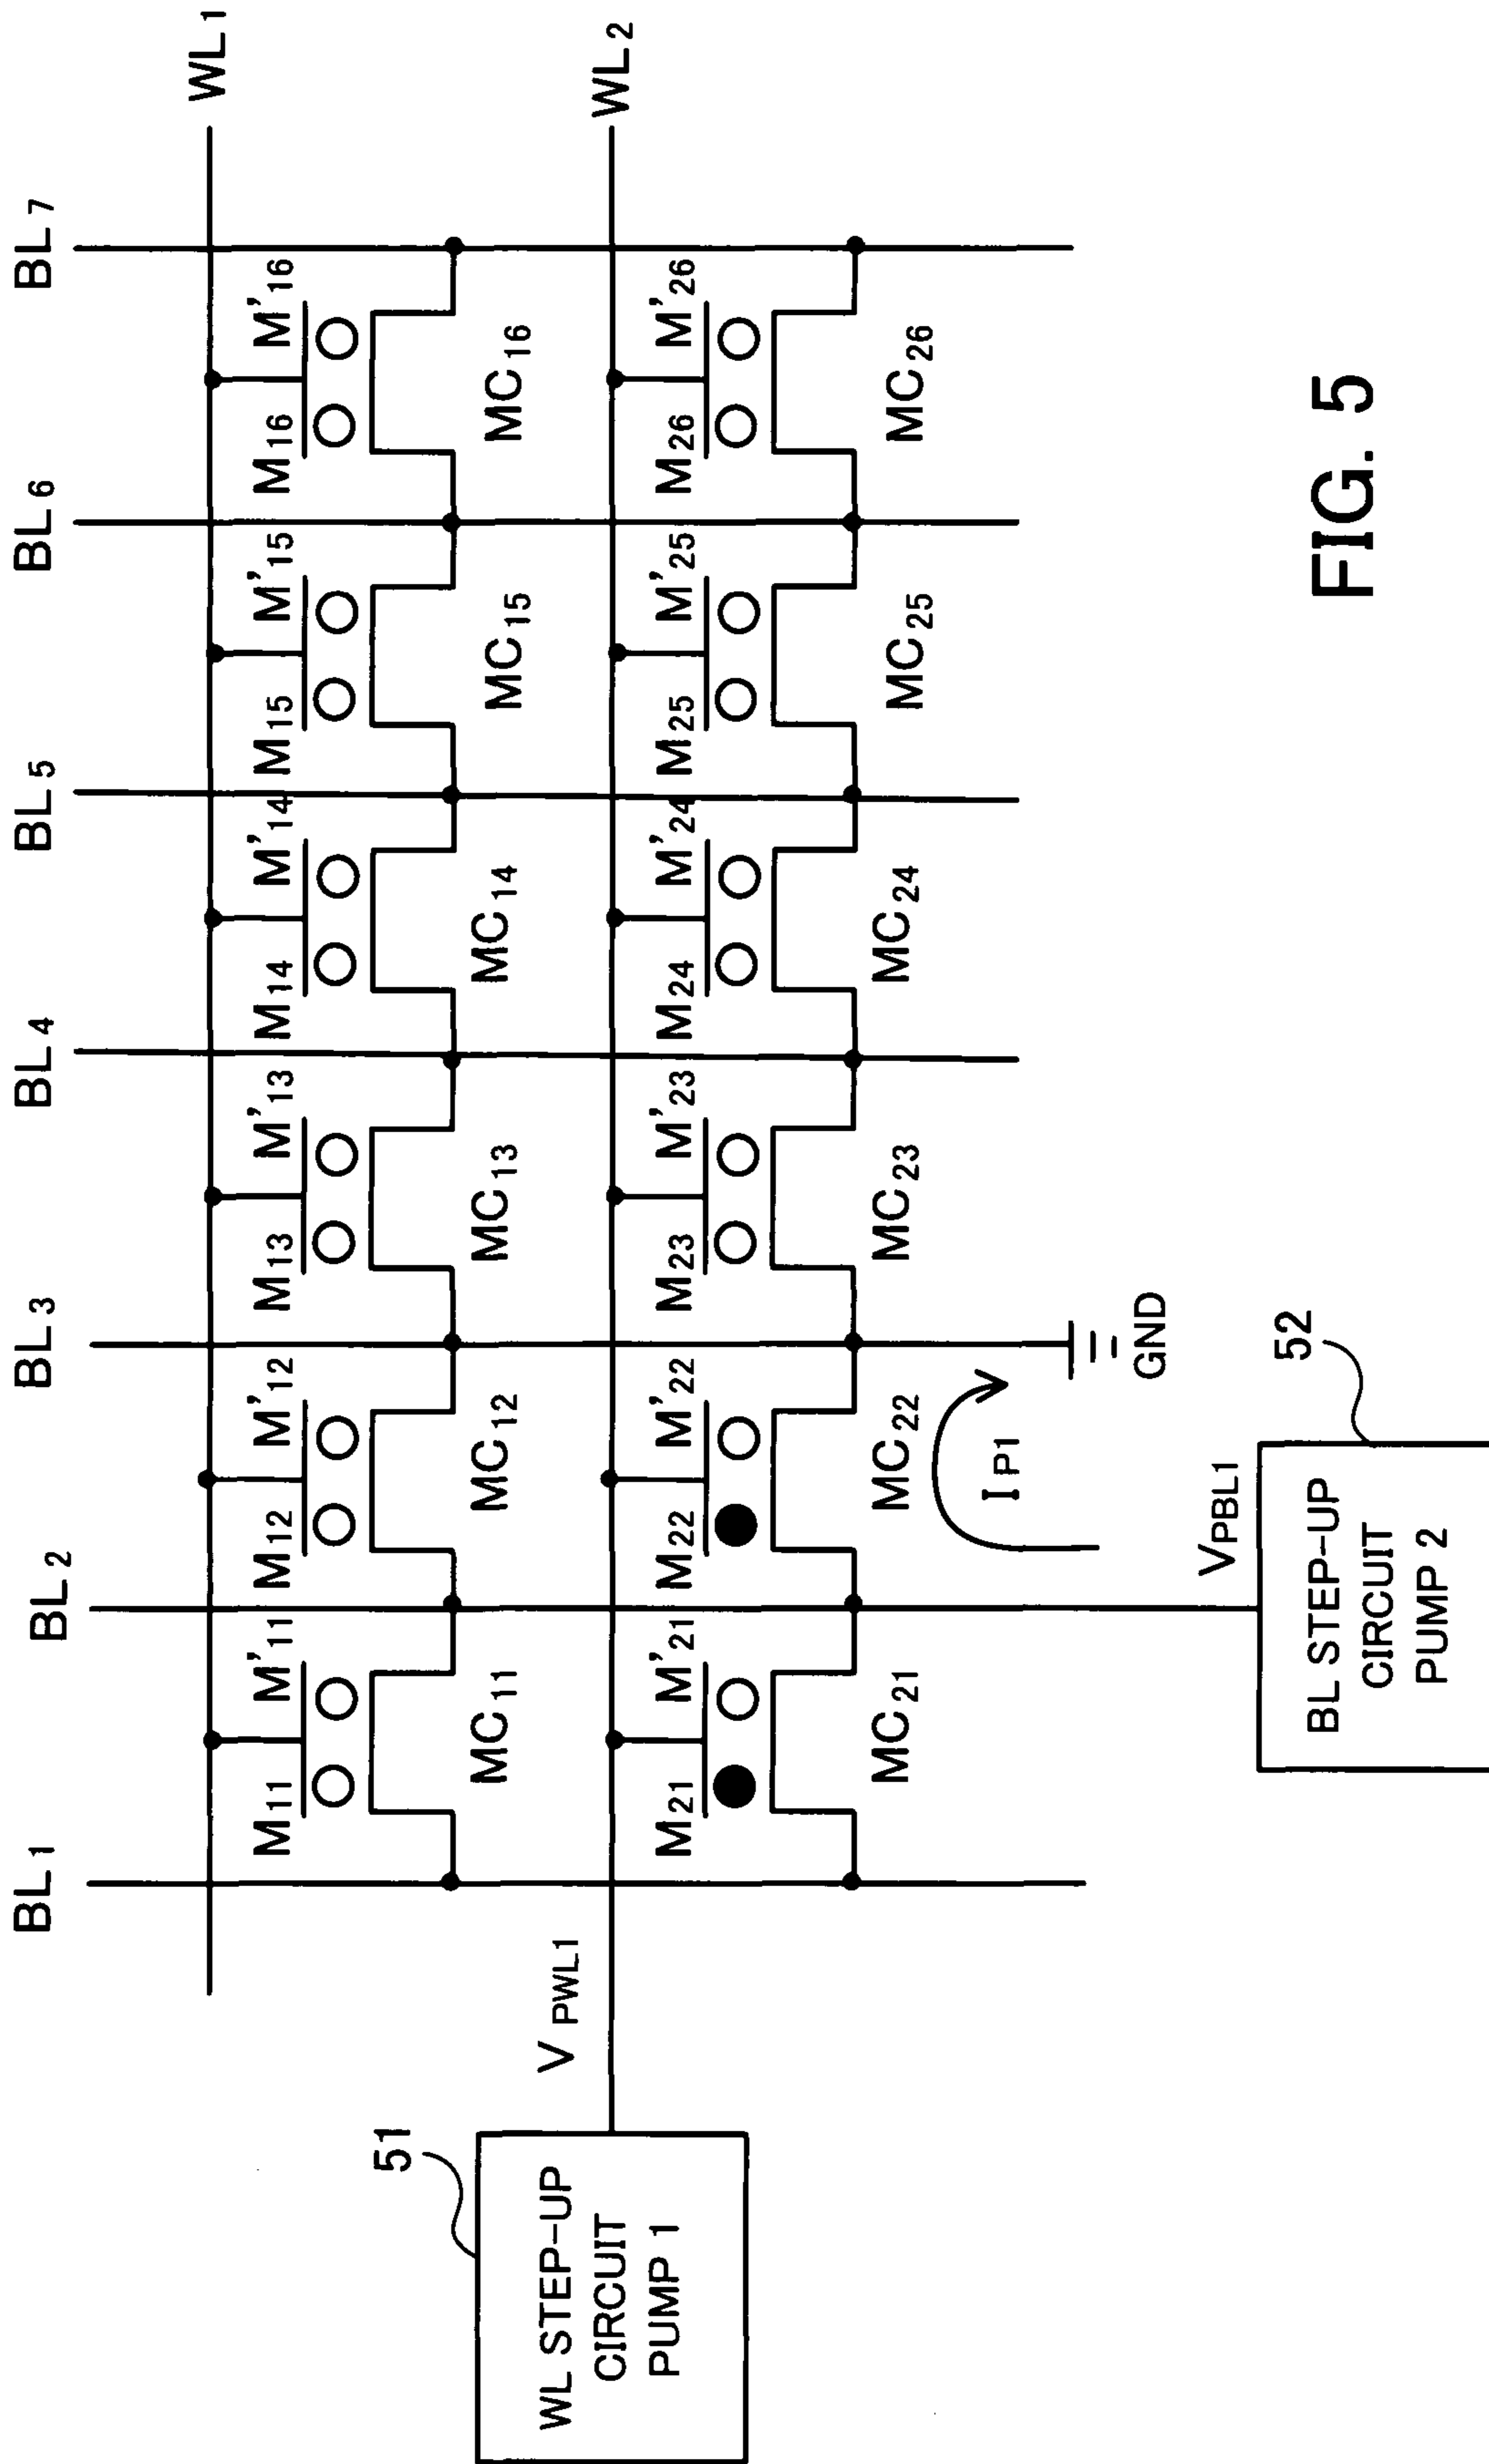 BL1 BL2 BL3 BL4 BL5 BL6 BL7
WL1
M11 M'11 M12 M'12 M13 M'13 M14 M'14 M15 M'15 M16 M'16
MC11 MC12 MC13 MC14 MC15 MC16
51
WL STEP-UP
CIRCUIT
PUMP 1
V PWL1
WL2
M21 M'21 M22 M'22 M23 M'23 M24 M'24 M25 M'25 M26 M'26
MC21 MC22 MC23 MC24 MC25 MC26
IP1
GND
VPBL1
52
BL STEP-UP
CIRCUIT
PUMP 2
FIG. 5